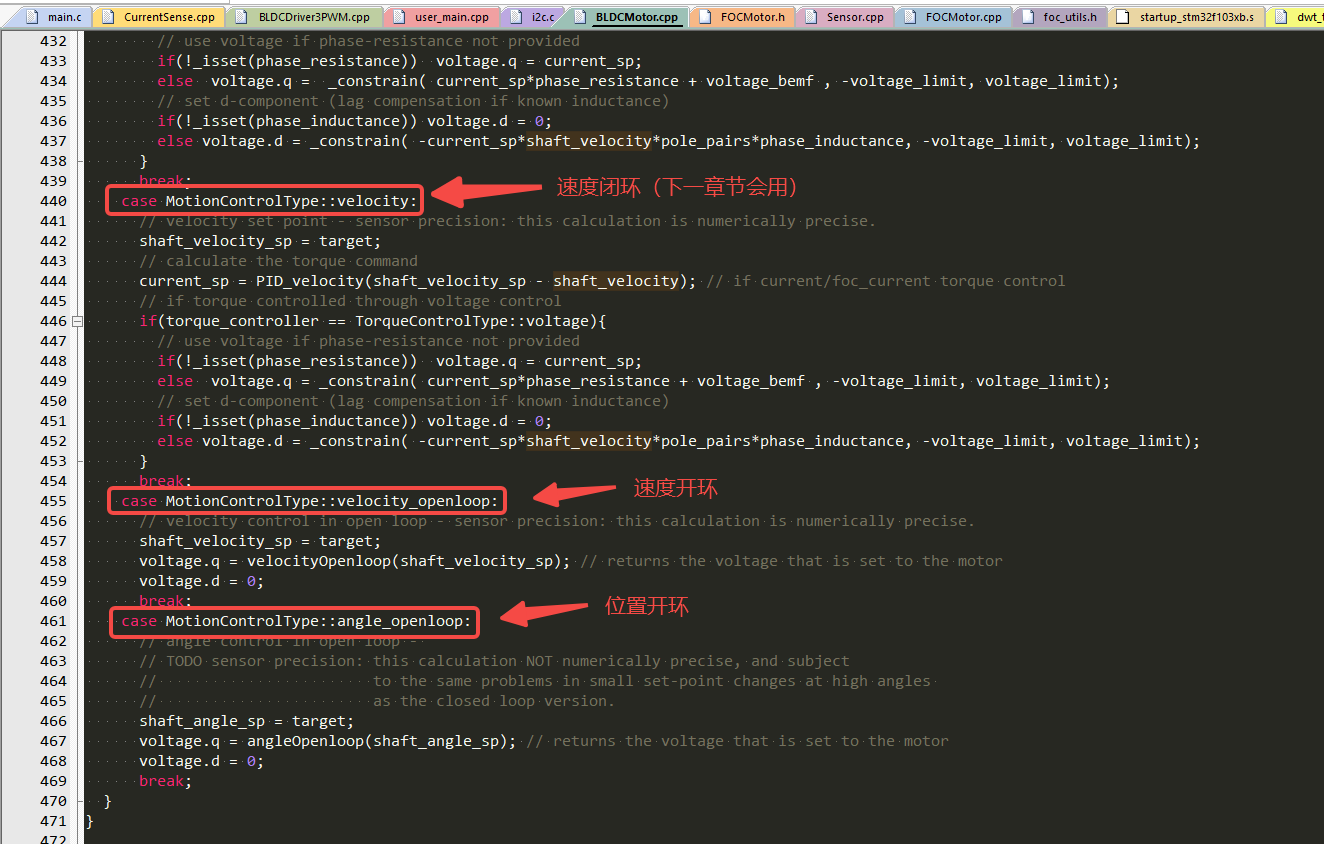 main.c CurrentSense.cpp BLDCDriver3PWM.cpp user_main.cpp i2c.c BLDCMotor.cpp FOCMotor.h Sensor.cpp FOCMotor.cpp foc_utils.h startup_stm32f103xb.s
432 // use voltage if phase-resistance not provided
433 if(!_isset(phase_resistance)) voltage.q = current_sp;
434 else voltage.q = _constrain( current_sp*phase_resistance + voltage_bemf , -voltage_limit, voltage_limit);
435 // set d-component (lag compensation if known inductance)
436 if(!_isset(phase_inductance)) voltage.d = 0;
437 else voltage.d = _constrain( -current_sp*shaft_velocity*pole_pairs*phase_inductance, -voltage_limit, voltage_limit);
438 }
439 break;
速度闭环（下一章节会用）
440 case MotionControlType::velocity:
441 // velocity set point - sensor precision: this calculation is numerically precise.
442 shaft_velocity_sp = target;
443 // calculate the torque command
444 current_sp = PID_velocity(shaft_velocity_sp - shaft_velocity); // if current/foc_current torque control
445 // if torque controlled through voltage control
446 if(torque_controller == TorqueControlType::voltage){
447 // use voltage if phase-resistance not provided
448 if(!_isset(phase_resistance)) voltage.q = current_sp;
449 else voltage.q = _constrain( current_sp*phase_resistance + voltage_bemf , -voltage_limit, voltage_limit);
450 // set d-component (lag compensation if known inductance)
451 if(!_isset(phase_inductance)) voltage.d = 0;
452 else voltage.d = _constrain( -current_sp*shaft_velocity*pole_pairs*phase_inductance, -voltage_limit, voltage_limit);
453 }
454 break;
速度开环
455 case MotionControlType::velocity_openloop:
456 // velocity control in open loop - sensor precision: this calculation is numerically precise.
457 shaft_velocity_sp = target;
458 voltage.q = velocityOpenloop(shaft_velocity_sp); // returns the voltage that is set to the motor
459 voltage.d = 0;
460 break;
位置开环
461 case MotionControlType::angle_openloop:
462 // angle control in open loop -
463 // TODO sensor precision: this calculation NOT numerically precise, and subject
464 // to the same problems in small set-point changes at high angles
465 // as the closed loop version.
466 shaft_angle_sp = target;
467 voltage.q = angleOpenloop(shaft_angle_sp); // returns the voltage that is set to the motor
468 voltage.d = 0;
469 break;
470 }
471 }
472